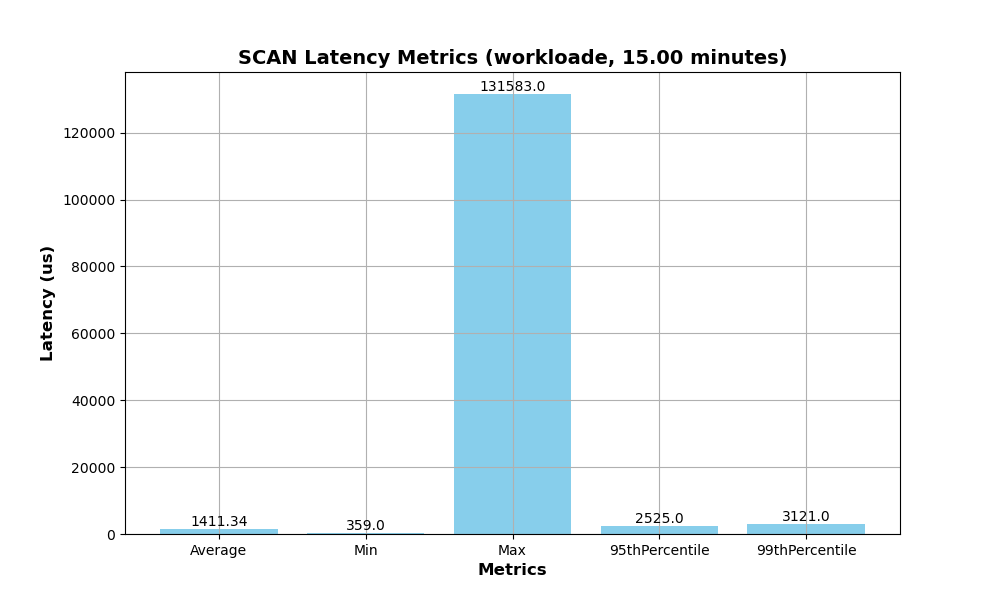 SCAN Latency Metrics (workloade, 15.00 minutes)
131583.0
120000
100000
80000
60000
40000
20000
0
Latency (us)
1411.34
359.0
2525.0
3121.0
Average
Min
Max
95thPercentile
99thPercentile
Metrics